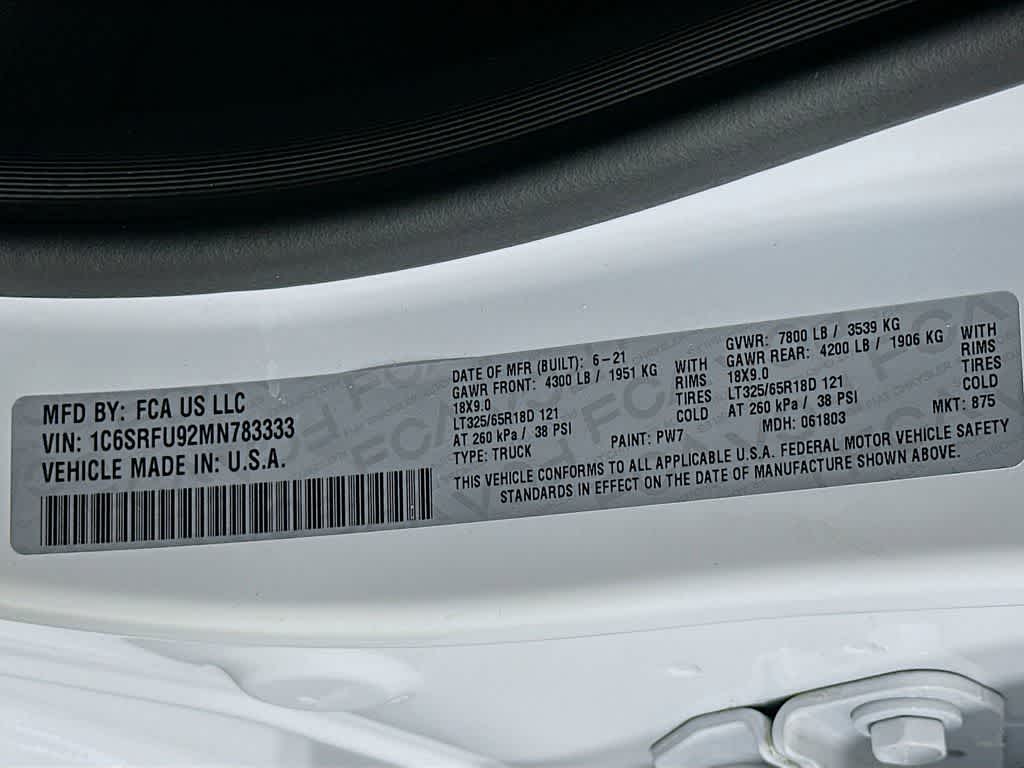 MFD BY: FCA US LLC
VIN: 1C6SRFU92MN783333
VEHICLE MADE IN: U.S.A.
DATE OF MFR (BUILT): 6-21
GAWR FRONT: 4300 LB / 1951 KG WITH
18X9.0 RIMS
LT325/65R18D 121 TIRES
AT 260 kPa / 38 PSI COLD
TYPE: TRUCK
PAINT: PW7
GVWR: 7800 LB / 3539 KG
GAWR REAR: 4200 LB / 1906 KG WITH
18X9.0 RIMS
LT325/65R18D 121 TIRES
AT 260 kPa / 38 PSI COLD
MDH: 061803
MKT: 875
THIS VEHICLE CONFORMS TO ALL APPLICABLE U.S.A. FEDERAL MOTOR VEHICLE SAFETY
STANDARDS IN EFFECT ON THE DATE OF MANUFACTURE SHOWN ABOVE.